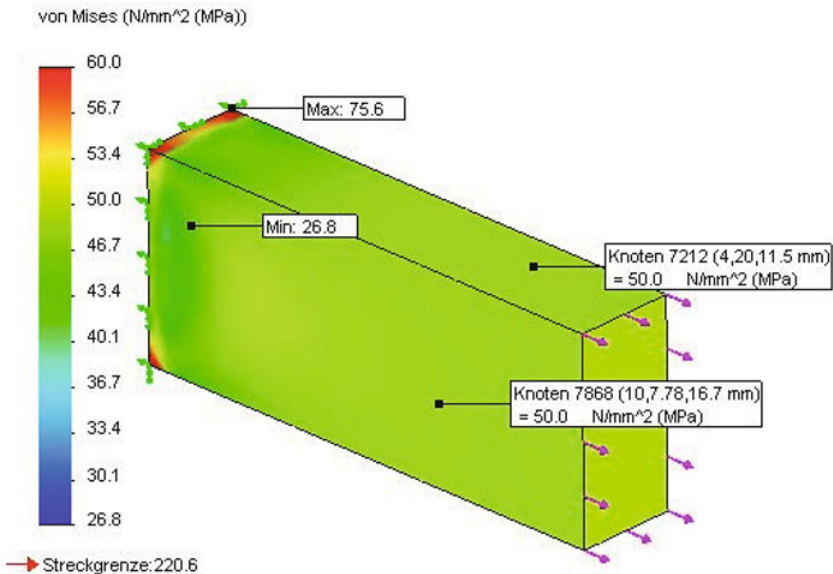 von Mises (N/mm^2 (MPa))
60.0
56.7
53.4
50.0
46.7
43.4
40.1
36.7
33.4
30.1
26.8
Streckgrenze:220.6
Max: 75.6
Min: 26.8
Knoten 7212 (4,20,11.5 mm)
= 50.0 N/mm^2 (MPa)
Knoten 7868 (10,7.78,16.7 mm)
= 50.0 N/mm^2 (MPa)